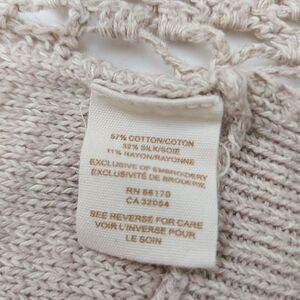 57% COTTON/COTON
32% SILK/SOIE
11% RAYON/RAYONNE
EXCLUSIVE OF EMBROIDERY
EXCLUSIVITÉ DE BRODERIE
RN 66170
CA 32054
SEE REVERSE FOR CARE
VOIR L'INVERSE POUR
LE SOIN